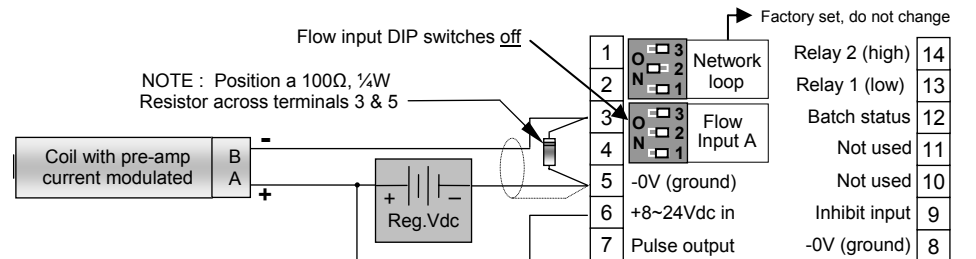 Factory set, do not change
Flow input DIP switches off
NOTE : Position a 100Ω, ¼W
Resistor across terminals 3 & 5
Coil with pre-amp
current modulated
B
A
-
+
+ –
Reg.Vdc
1
2
3
4
5 -0V (ground)
6 +8~24Vdc in
7 Pulse output
ON
3
2
1
Network
loop
ON
3
2
1
Flow
Input A
Relay 2 (high) 14
Relay 1 (low) 13
Batch status 12
Not used 11
Not used 10
Inhibit input 9
-0V (ground) 8